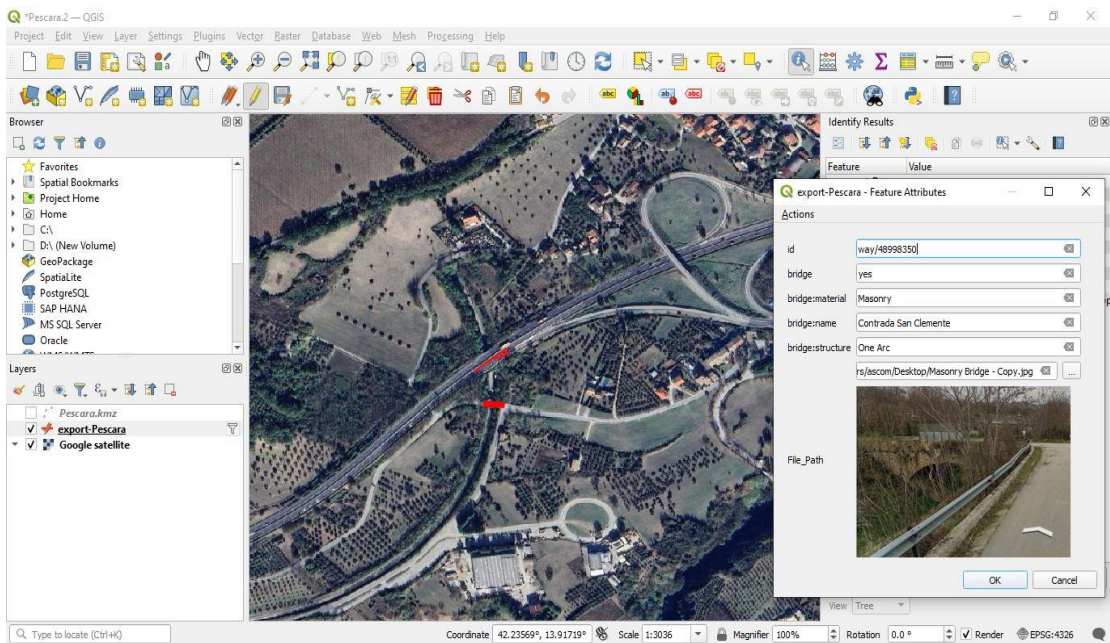 *Pescara.2 — QGIS
Project Edit View Layer Settings Plugins Vector Raster Database Web Mesh Processing Help
abc abc abc
Browser
Favorites
Spatial Bookmarks
Project Home
Home
C:\
D:\ (New Volume)
GeoPackage
SpatiaLite
PostgreSQL
SAP HANA
MS SQL Server
Oracle
Layers
Pescara.kmz
export-Pescara
Google satellite
Identify Results
Feature Value
export-Pescara - Feature Attributes
Actions
id way/48998350
bridge yes
bridge:material Masonry
bridge:name Contrada San Clemente
bridge:structure One Arc
rs/ascom/Desktop/Masonry Bridge - Copy.jpg ...
File_Path
OK Cancel
View Tree
Type to locate (Ctrl+K) Coordinate 42.23569°, 13.91719° Scale 1:3036 Magnifier 100% Rotation 0.0 ° Render EPSG:4326